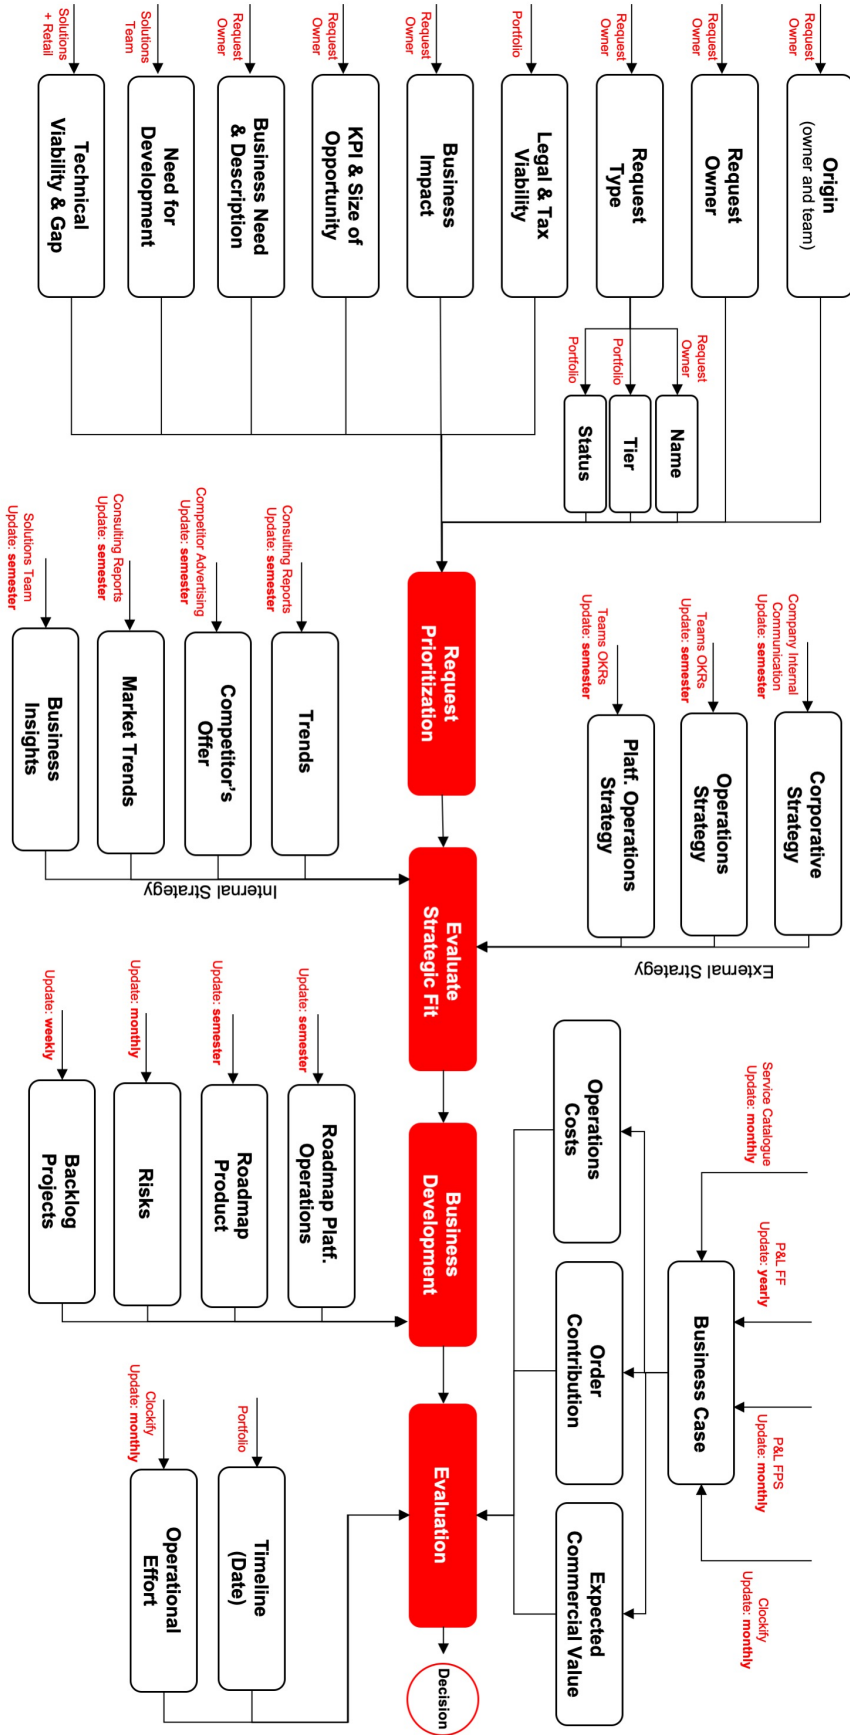 Request
Owner
Origin
(owner and team)
Request
Owner
Request
Owner
Request
Owner
Request
Type
Request
Owner
Name
Portfolio
Tier
Portfolio
Status
Portfolio
Legal & Tax
Viability
Request
Owner
Business
Impact
Request
Owner
KPI & Size of
Opportunity
Request
Owner
Business Need
& Description
Solutions
Team
Need for
Development
Solutions
+ Retail
Technical
Viability & Gap
Request
Prioritization
Company Internal
Communication
Update: semester
Corporative
Strategy
Teams OKRs
Update: semester
Operations
Strategy
Teams OKRs
Update: semester
Platf. Operations
Strategy
External Strategy
Evaluate
Strategic Fit
Consulting Reports
Update: semester
Trends
Competitor Advertising
Update: semester
Competitor's
Offer
Consulting Reports
Update: semester
Market Trends
Solutions Team
Update: semester
Business
Insights
Internal Strategy
Business
Development
Update: semester
Roadmap Platf.
Operations
Update: semester
Roadmap
Product
Update: monthly
Risks
Update: weekly
Backlog
Projects
Service Catalogue
Update: monthly
P&L FF
Update: yearly
P&L FPS
Update: monthly
Clockify
Update: monthly
Business Case
Operations
Costs
Order
Contribution
Expected
Commercial Value
Evaluation
Portfolio
Timeline
(Date)
Clockify
Update: monthly
Operational
Effort
Decision